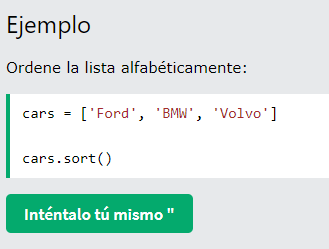 Ejemplo
Ordene la lista alfabéticamente:
cars = ['Ford', 'BMW', 'Volvo']
cars.sort()
Inténtalo tú mismo "